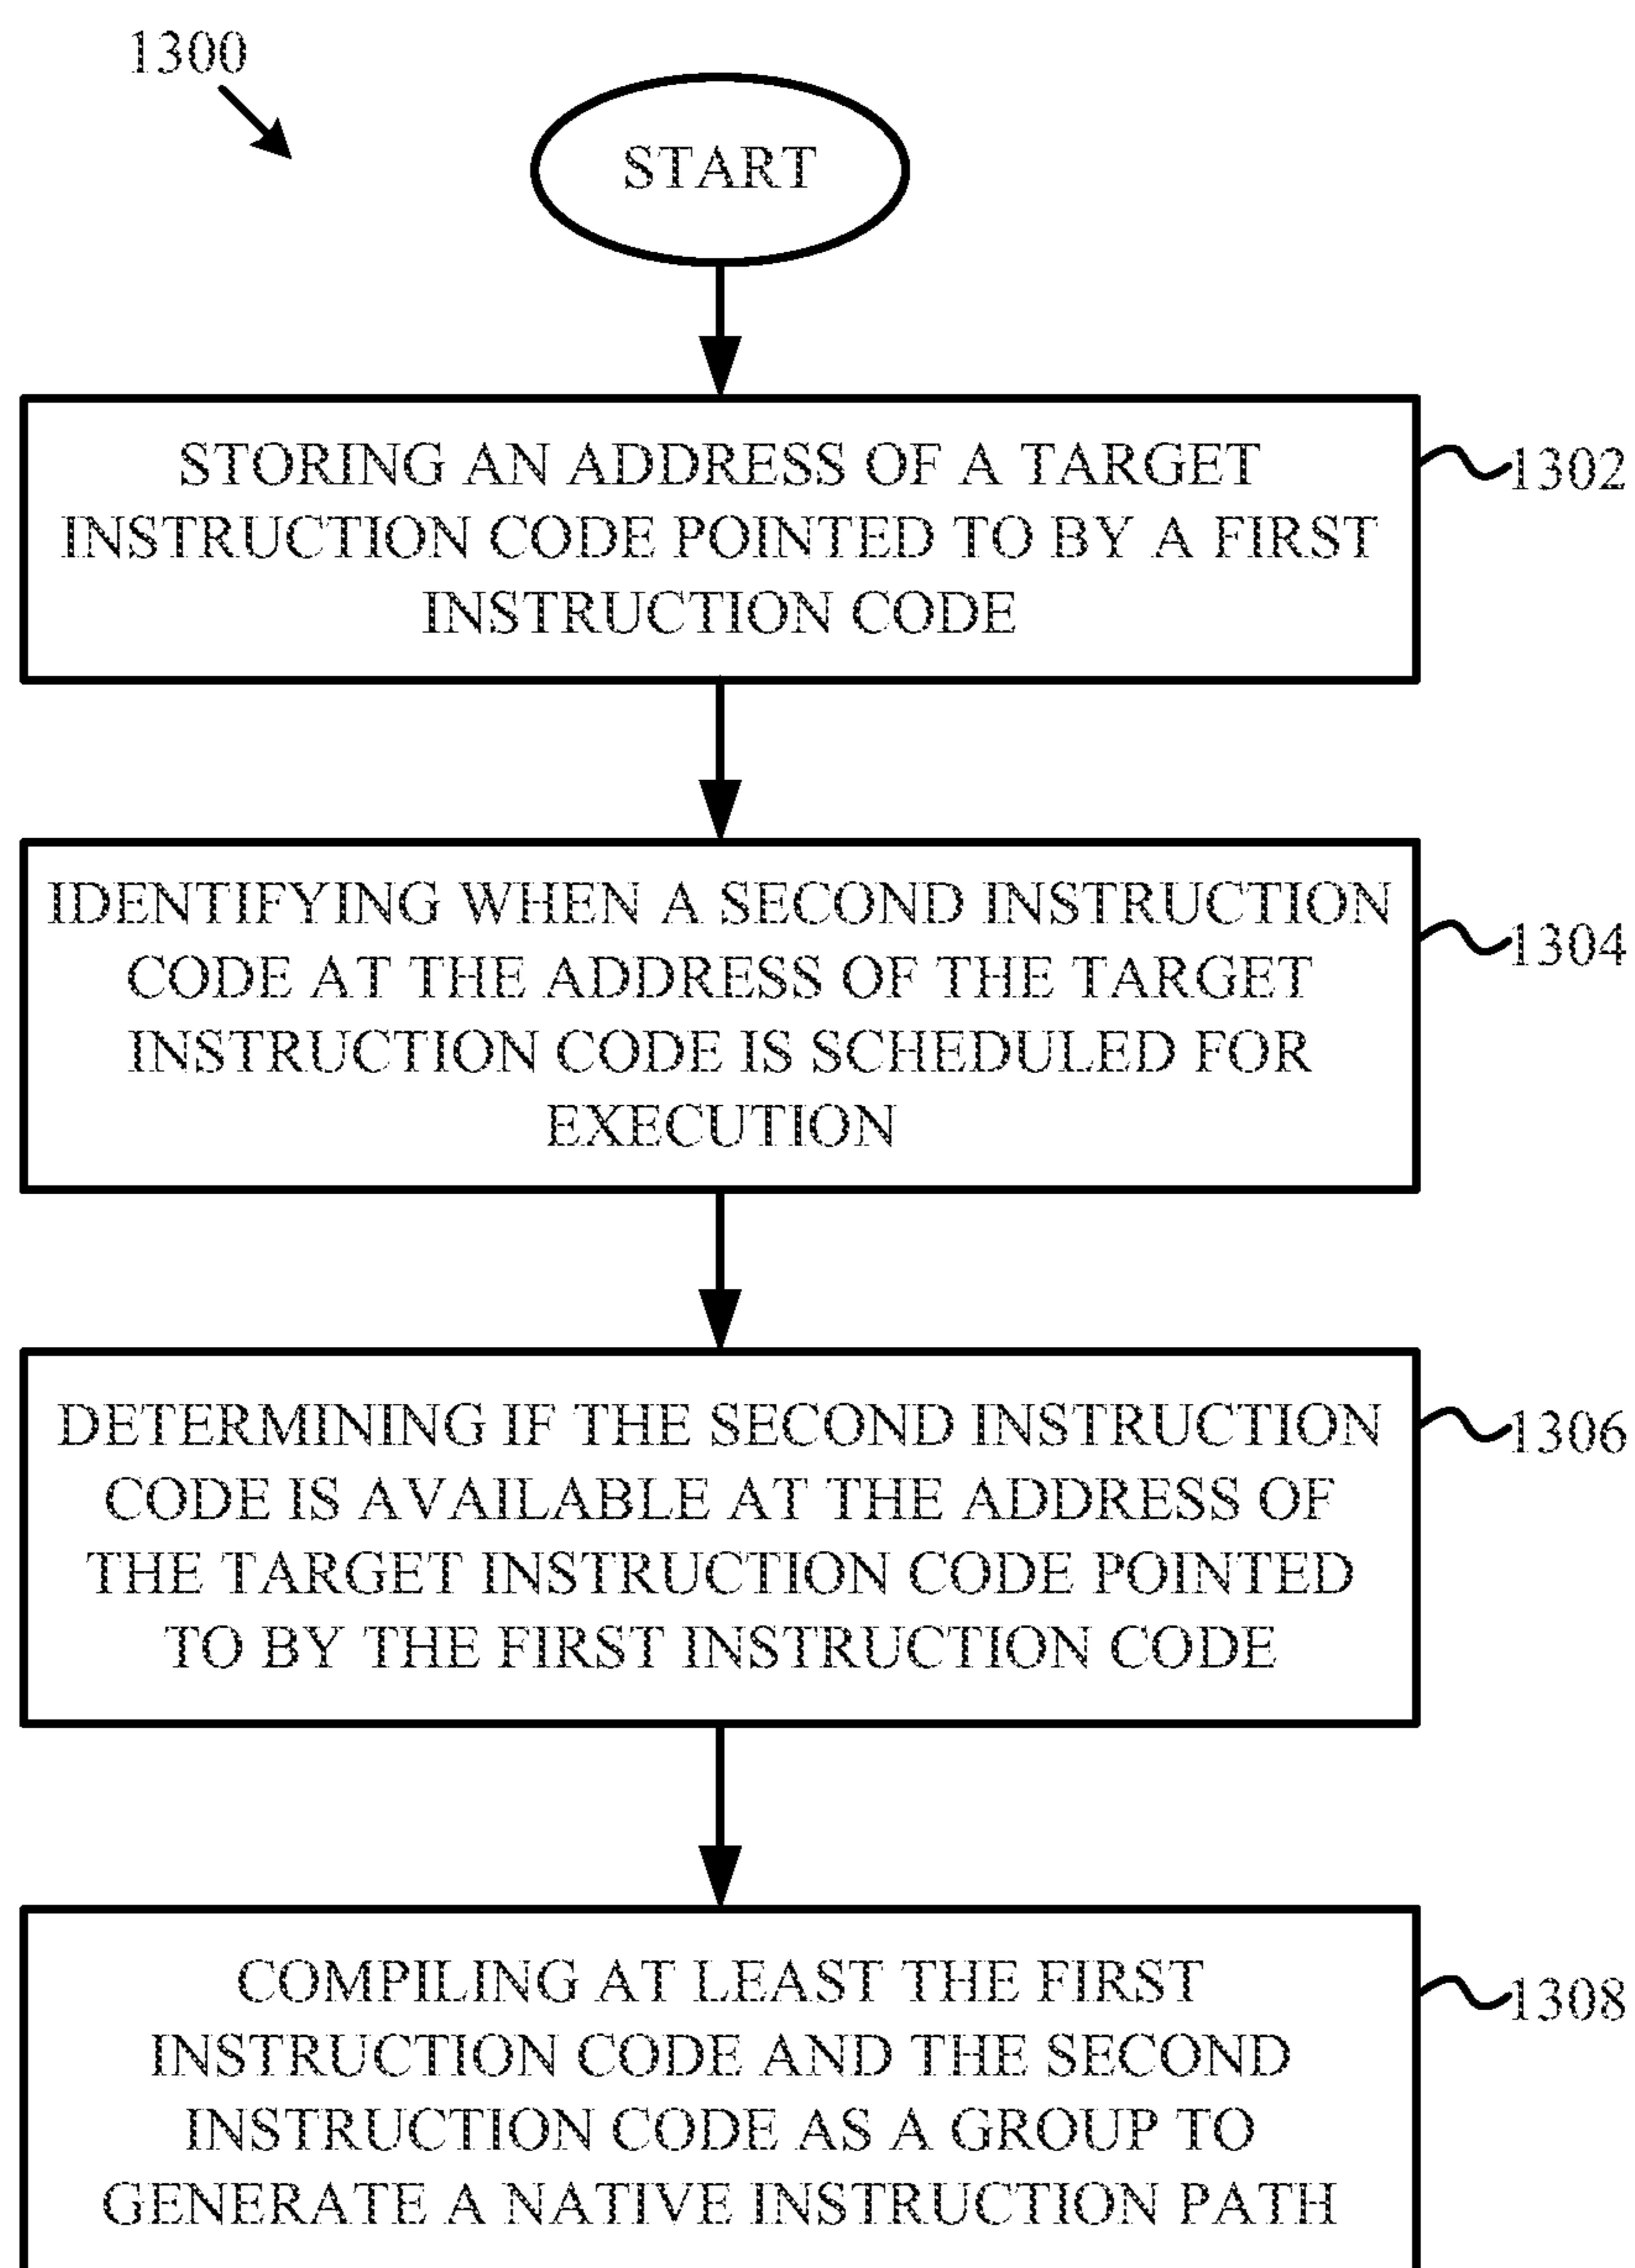 1300
START
STORING AN ADDRESS OF A TARGET
INSTRUCTION CODE POINTED TO BY A FIRST
INSTRUCTION CODE
1302
IDENTIFYING WHEN A SECOND INSTRUCTION
CODE AT THE ADDRESS OF THE TARGET
INSTRUCTION CODE IS SCHEDULED FOR
EXECUTION
1304
DETERMINING IF THE SECOND INSTRUCTION
CODE IS AVAILABLE AT THE ADDRESS OF
THE TARGET INSTRUCTION CODE POINTED
TO BY THE FIRST INSTRUCTION CODE
1306
COMPILING AT LEAST THE FIRST
INSTRUCTION CODE AND THE SECOND
INSTRUCTION CODE AS A GROUP TO
GENERATE A NATIVE INSTRUCTION PATH
1308